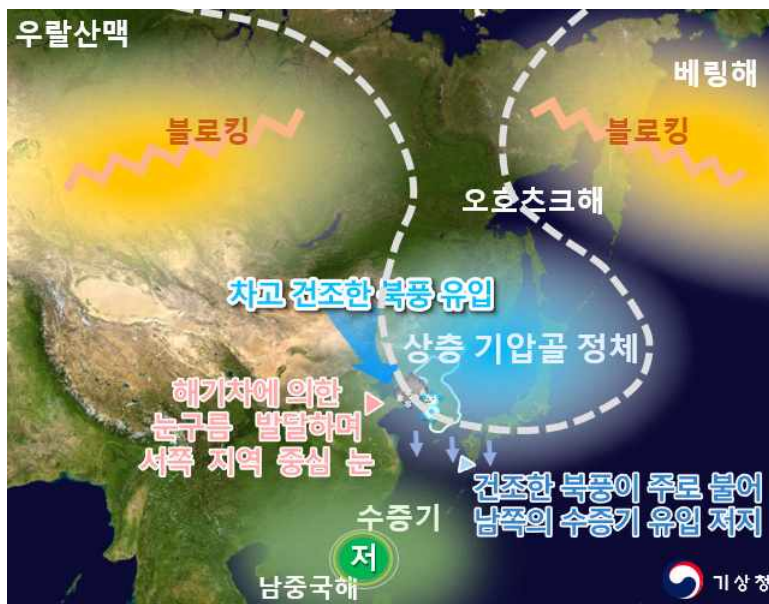 우랄산맥
베링해
블로킹
블로킹
오호츠크해
차고 건조한 북풍 유입
상층 기압골 정체
해기차에 의한
눈구름 발달하며
서쪽 지역 중심 눈
건조한 북풍이 주로 불어
남쪽의 수증기 유입 저지
수증기
저
남중국해
기상청